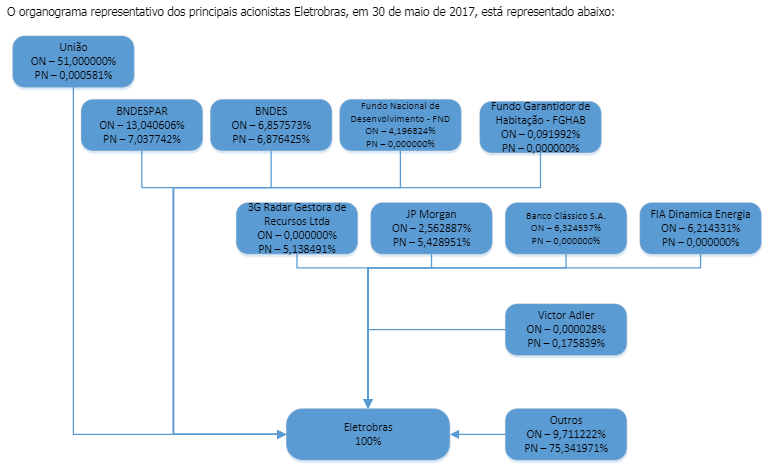 O organograma representativo dos principais acionistas Eletrobras, em 30 de maio de 2017, está representado abaixo:
União
ON – 51,000000%
PN – 0,000581%
BNDESPAR
ON – 13,040606%
PN – 7,037742%
BNDES
ON – 6,857573%
PN – 6,876425%
Fundo Nacional de
Desenvolvimento - FND
ON – 4,196824%
PN – 0,000000%
Fundo Garantidor de
Habitação - FGHAB
ON – 0,091992%
PN – 0,000000%
3G Radar Gestora de
Recursos Ltda
ON – 0,000000%
PN – 5,138491%
JP Morgan
ON – 2,562887%
PN – 5,428951%
Banco Clássico S.A.
ON – 6,324537%
PN – 0,000000%
FIA Dinamica Energia
ON – 6,214331%
PN – 0,000000%
Victor Adler
ON – 0,000028%
PN – 0,175839%
Eletrobras
100%
Outros
ON – 9,711222%
PN – 75,341971%